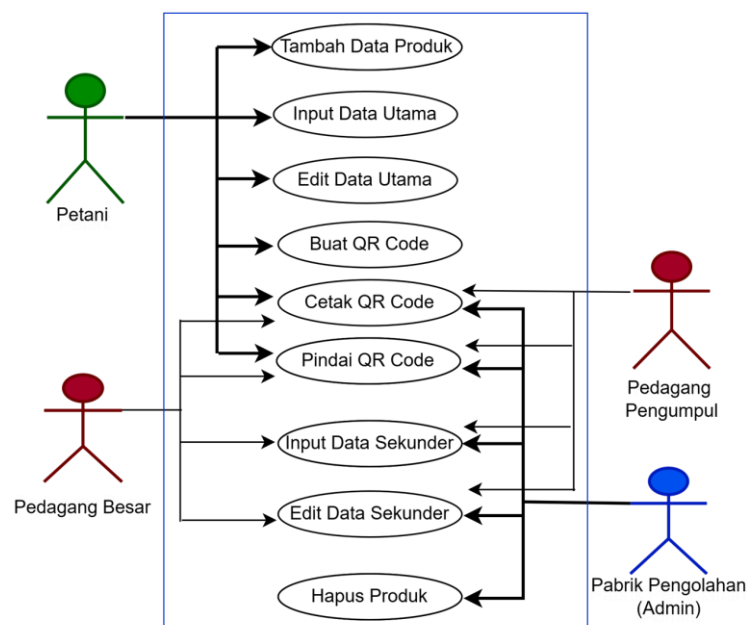 Tambah Data Produk
Input Data Utama
Edit Data Utama
Petani
Buat QR Code
Cetak QR Code
Pindai QR Code
Pedagang
Pengumpul
Input Data Sekunder
Pedagang Besar
Edit Data Sekunder
Hapus Produk
Pabrik Pengolahan
(Admin)